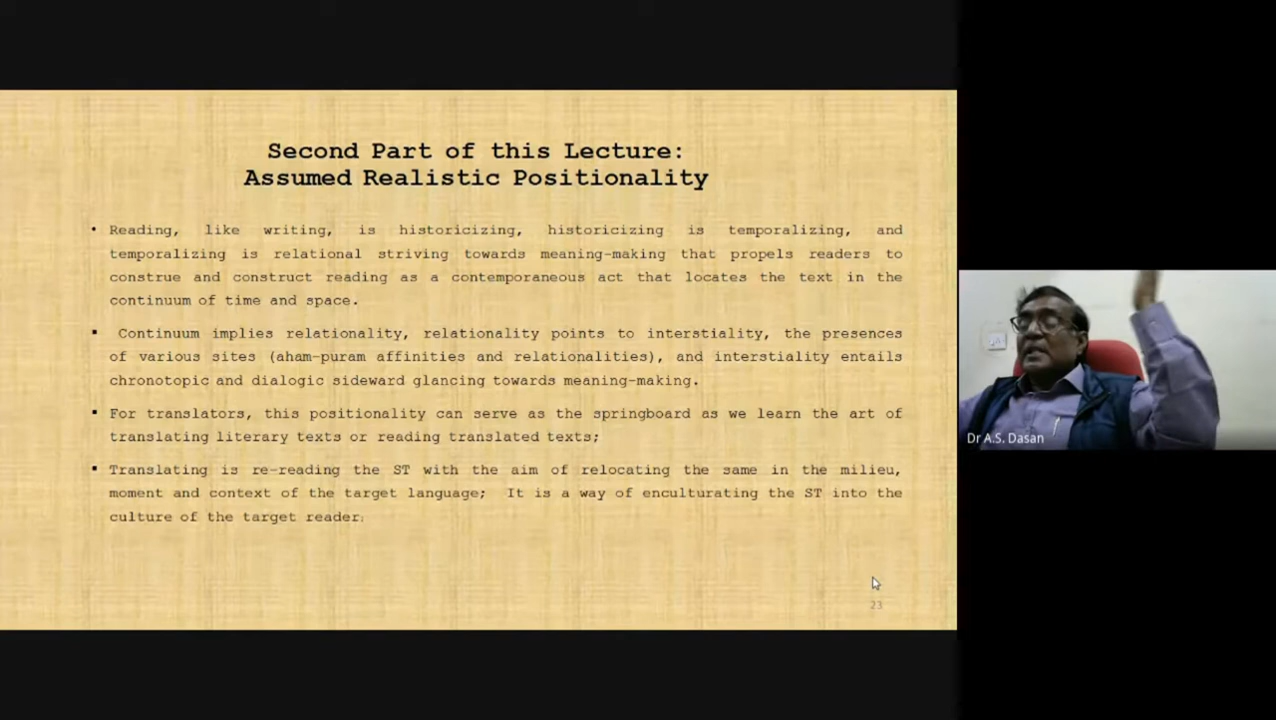 Second Part of this Lecture:
Assumed Realistic Positionality
• Reading, like writing, is historicizing, historicizing is temporalizing, and
temporalizing is relational striving towards meaning-making that propels readers to
construe and construct reading as a contemporaneous act that locates the text in the
continuum of time and space.
▪ Continuum implies relationality, relationality points to interstiality, the presences
of various sites (aham-puram affinities and relationalities), and interstiality entails
chronotopic and dialogic sideward glancing towards meaning-making.
▪ For translators, this positionality can serve as the springboard as we learn the art of
translating literary texts or reading translated texts;
▪ Translating is re-reading the ST with the aim of relocating the same in the milieu,
moment and context of the target language; It is a way of enculturating the ST into the
culture of the target reader;
23
Dr A.S. Dasan